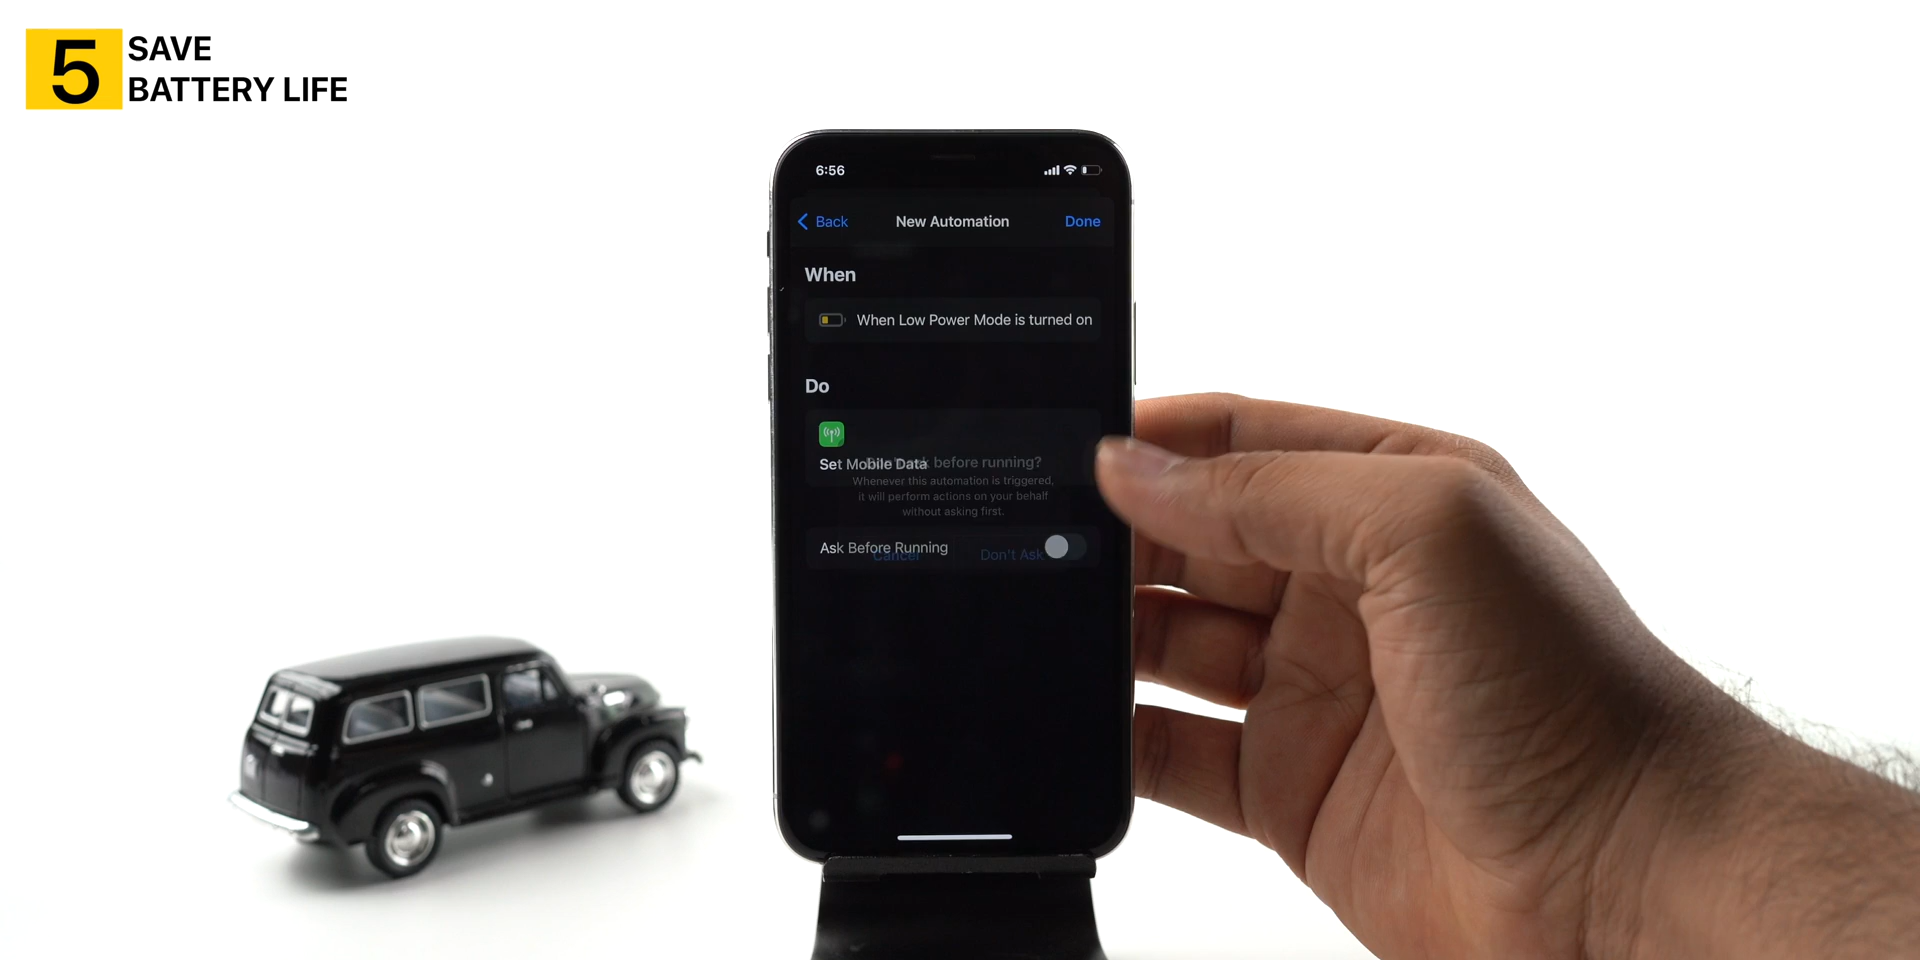 5
SAVE
BATTERY LIFE
6:56
Back
New Automation
Done
When
When Low Power Mode is turned on
Do
Set Mobile Data
before running?
Whenever this automation is triggered,
it will perform actions on your behalf
without asking first.
Ask Before Running
Cancel
Don't Ask